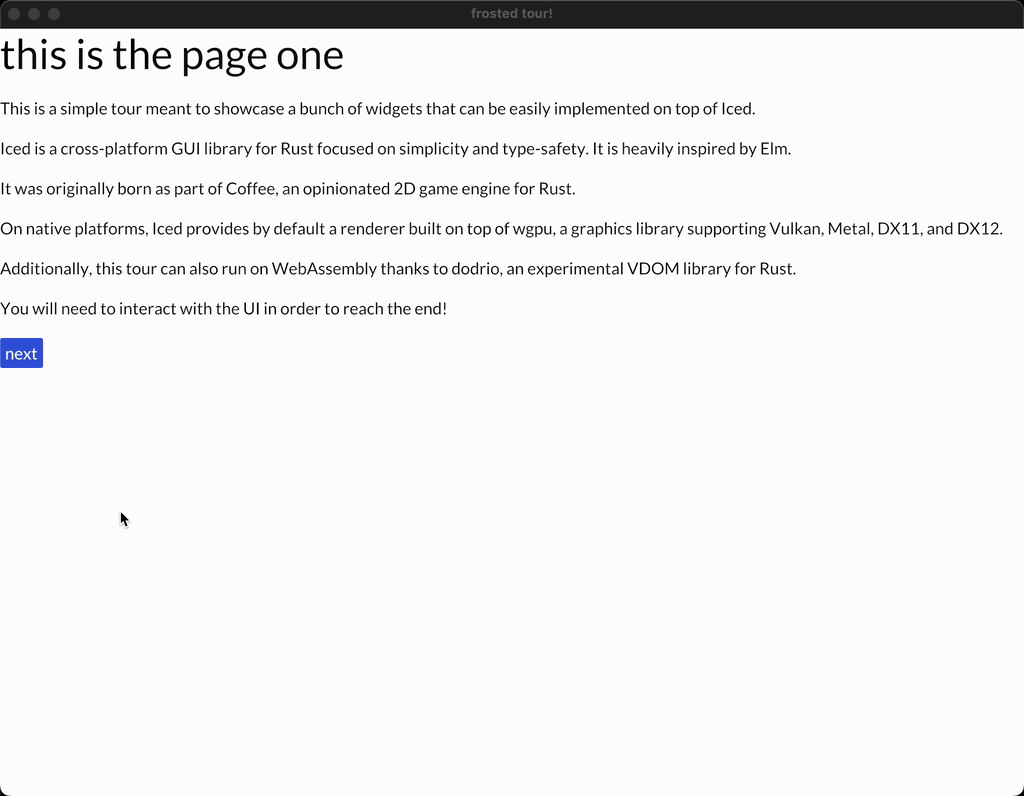 frosted tour!
this is the page one
This is a simple tour meant to showcase a bunch of widgets that can be easily implemented on top of Iced.
Iced is a cross-platform GUI library for Rust focused on simplicity and type-safety. It is heavily inspired by Elm.
It was originally born as part of Coffee, an opinionated 2D game engine for Rust.
On native platforms, Iced provides by default a renderer built on top of wgpu, a graphics library supporting Vulkan, Metal, DX11, and DX12.
Additionally, this tour can also run on WebAssembly thanks to dodrio, an experimental VDOM library for Rust.
You will need to interact with the UI in order to reach the end!
next